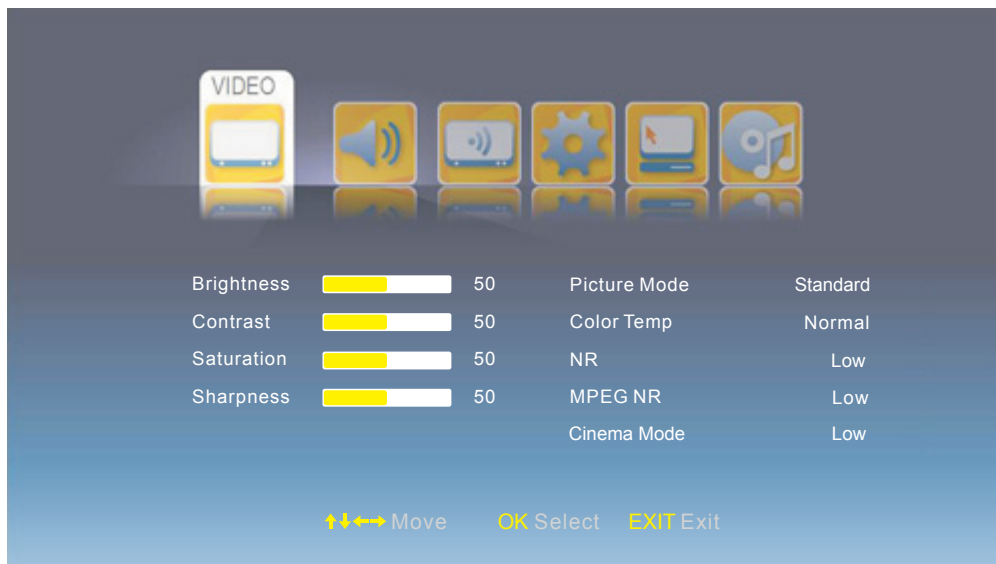 VIDEO
Brightness 50 Picture Mode Standard
Contrast 50 Color Temp Normal
Saturation 50 NR Low
Sharpness 50 MPEG NR Low
Cinema Mode Low
Move OK Select EXIT Exit